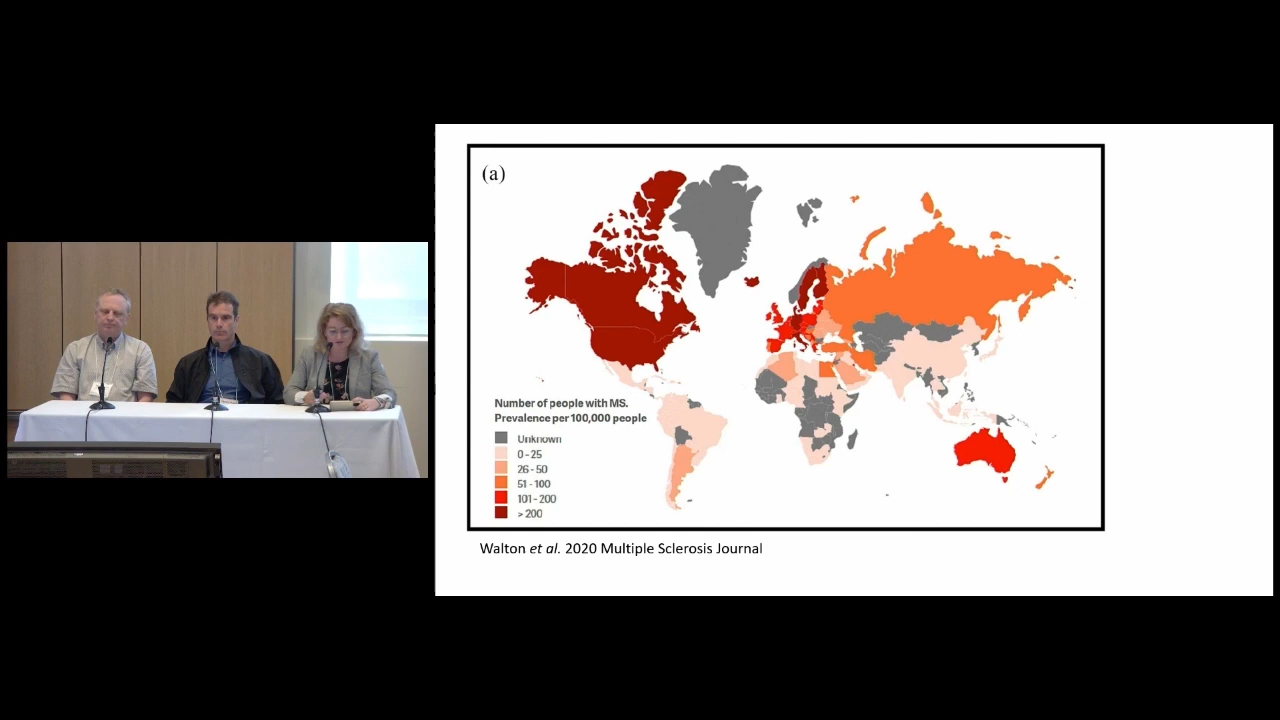 (a)
Number of people with MS.
Prevalence per 100,000 people
Unknown
0 - 25
26 - 50
51 - 100
101 - 200
> 200
Walton et al. 2020 Multiple Sclerosis Journal